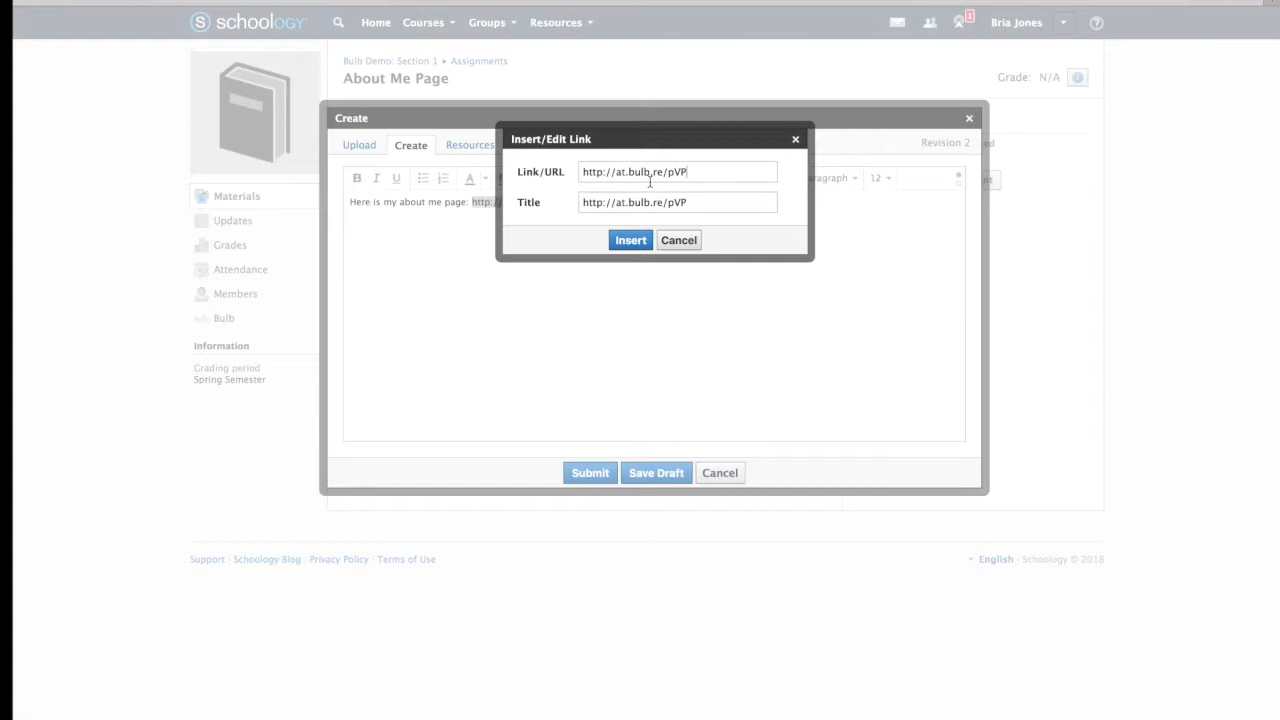 schoology Home Courses Groups Resources 1 Bria Jones ?
Bulb Demo: Section 1 ▸ Assignments
About Me Page
Grade: N/A
Create ×
Insert/Edit Link ×
Upload Create Resources Revision 2
Link/URL http://at.bulb.re/pVP
Title http://at.bulb.re/pVP
B I U A 12
Here is my about me page: http://
Insert Cancel
Materials
Updates
Grades
Attendance
Members
Bulb
Information
Grading period
Spring Semester
Submit Save Draft Cancel
Support · Schoology Blog · Privacy Policy · Terms of Use English · Schoology © 2018